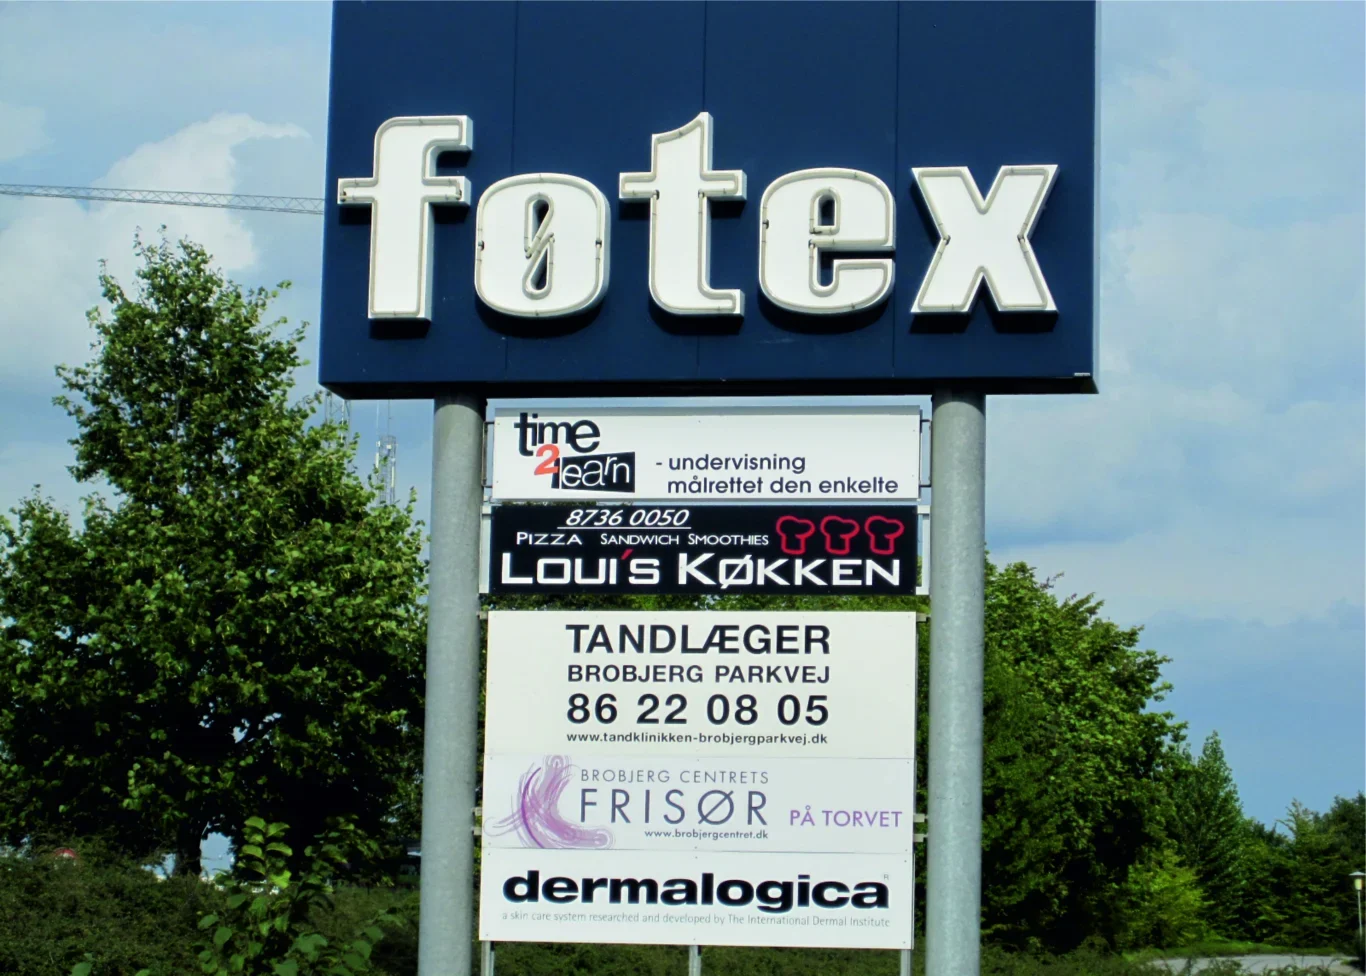 føtex
time
2 learn
- undervisning
målrettet den enkelte
8736 0050
PIZZA SANDWICH SMOOTHIES
LOUI´S KØKKEN
TANDLÆGER
BROBJERG PARKVEJ
86 22 08 05
www.tandklinikken-brobjergparkvej.dk
BROBJERG CENTRETS
FRISØR PÅ TORVET
www.brobjergcentret.dk
dermalogica ®
a skin care system researched and developed by The International Dermal Institute